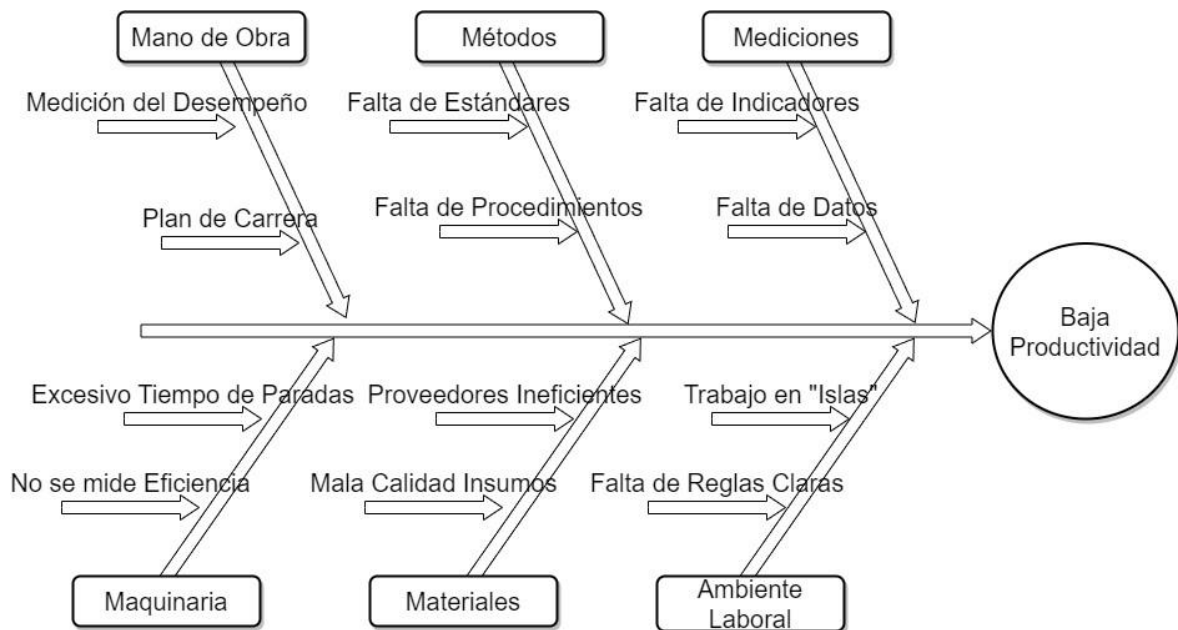 Mano de Obra
Métodos
Mediciones
Medición del Desempeño
Falta de Estándares
Falta de Indicadores
Plan de Carrera
Falta de Procedimientos
Falta de Datos
Baja
Productividad
Excesivo Tiempo de Paradas
Proveedores Ineficientes
Trabajo en "Islas"
No se mide Eficiencia
Mala Calidad Insumos
Falta de Reglas Claras
Maquinaria
Materiales
Ambiente
Laboral